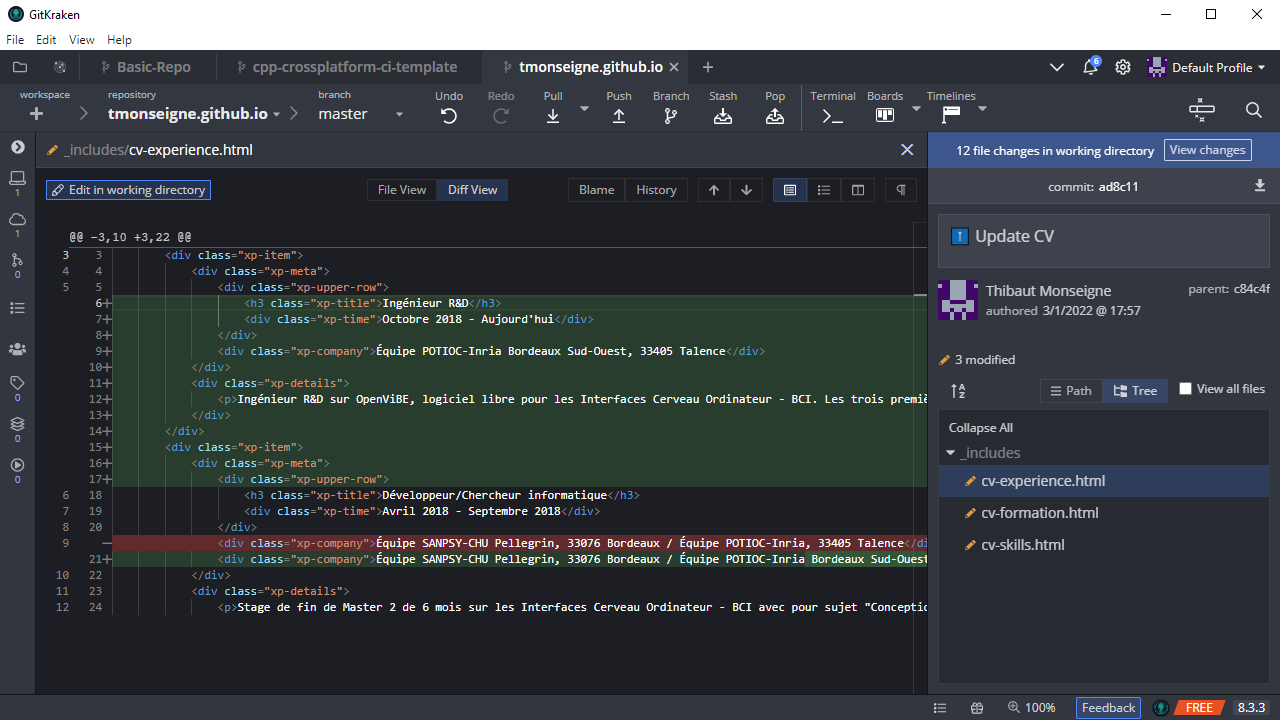 GitKraken
File Edit View Help
Basic-Repo cpp-crossplatform-ci-template tmonseigne.github.io 6 Default Profile
workspace repository branch Undo Redo Pull Push Branch Stash Pop Terminal Boards Timelines
tmonseigne.github.io master
_includes/cv-experience.html
12 file changes in working directory View changes
Edit in working directory File View Diff View Blame History
commit: ad8c11
Update CV
Thibaut Monseigne parent: c84c4f
authored 3/1/2022 @ 17:57
3 modified
Path Tree View all files
Collapse All
_includes
cv-experience.html
cv-formation.html
cv-skills.html
1
1
0
0
0
0
@@ -3,10 +3,22 @@
3 3 <div class="xp-item">
4 4 <div class="xp-meta">
5 5 <div class="xp-upper-row">
6+ <h3 class="xp-title">Ingénieur R&D</h3>
7+ <div class="xp-time">Octobre 2018 - Aujourd'hui</div>
8+ </div>
9+ <div class="xp-company">Équipe POTIOC-Inria Bordeaux Sud-Ouest, 33405 Talence</div>
10+ </div>
11+ <div class="xp-details">
12+ <p>Ingénieur R&D sur OpenViBE, logiciel libre pour les Interfaces Cerveau Ordinateur - BCI. Les trois premiè
13+ </div>
14+ </div>
15+ <div class="xp-item">
16+ <div class="xp-meta">
17+ <div class="xp-upper-row">
6 18 <h3 class="xp-title">Développeur/Chercheur informatique</h3>
7 19 <div class="xp-time">Avril 2018 - Septembre 2018</div>
8 20 </div>
9 − <div class="xp-company">Équipe SANPSY-CHU Pellegrin, 33076 Bordeaux / Équipe POTIOC-Inria, 33405 Talence</di
21+ <div class="xp-company">Équipe SANPSY-CHU Pellegrin, 33076 Bordeaux / Équipe POTIOC-Inria Bordeaux Sud-Ouest
10 22 </div>
11 23 <div class="xp-details">
12 24 <p>Stage de fin de Master 2 de 6 mois sur les Interfaces Cerveau Ordinateur - BCI avec pour sujet "Conceptio
100% Feedback FREE 8.3.3